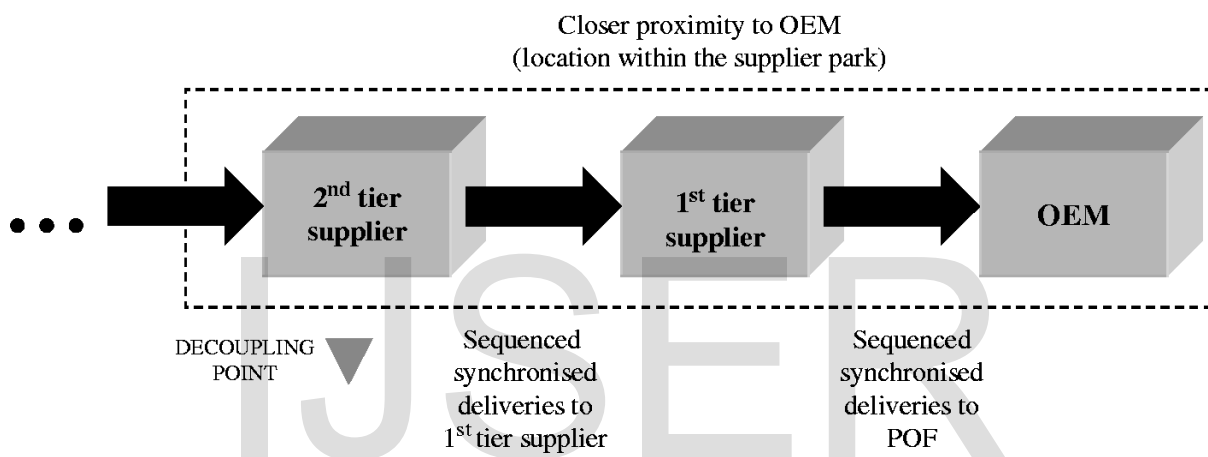 Closer proximity to OEM
(location within the supplier park)
2nd tier
supplier
1st tier
supplier
OEM
DECOUPLING
POINT
Sequenced
synchronised
deliveries to
1st tier supplier
Sequenced
synchronised
deliveries to
POF
IJSER